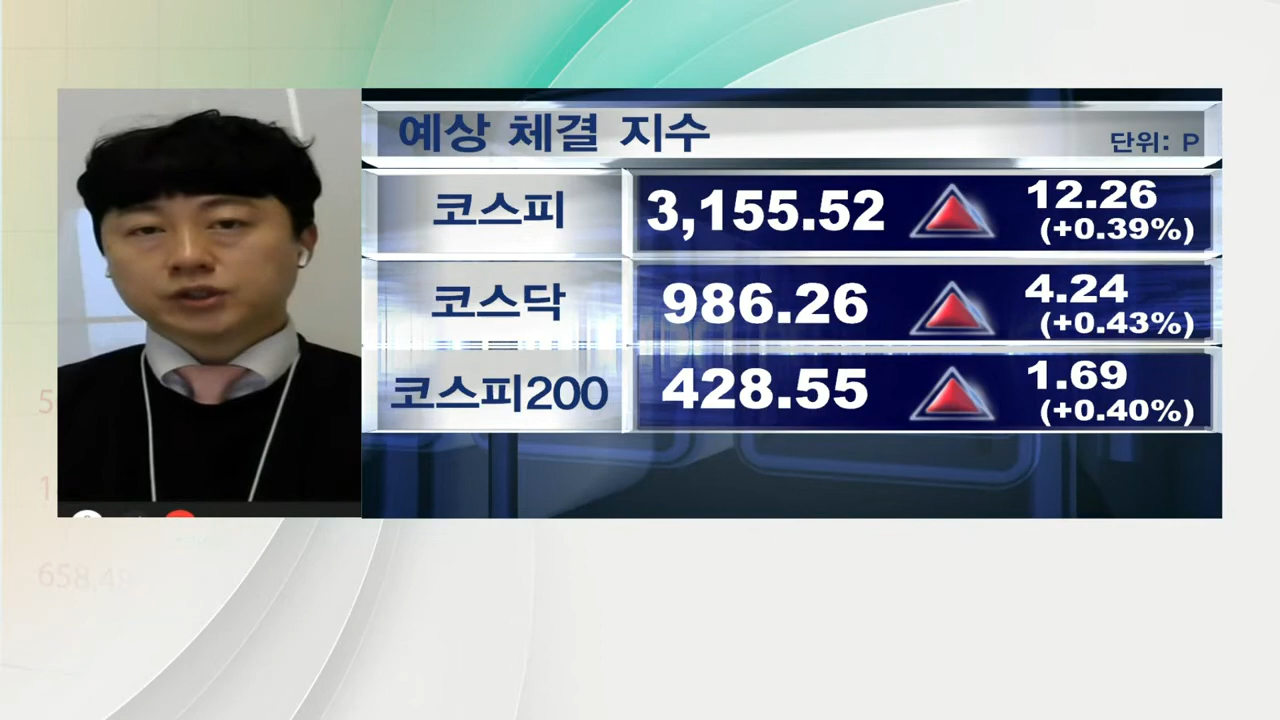 예상 체결 지수
단위: P
코스피 3,155.52 ▲ 12.26
(+0.39%)
코스닥 986.26 ▲ 4.24
(+0.43%)
코스피200 428.55 ▲ 1.69
(+0.40%)
658.48